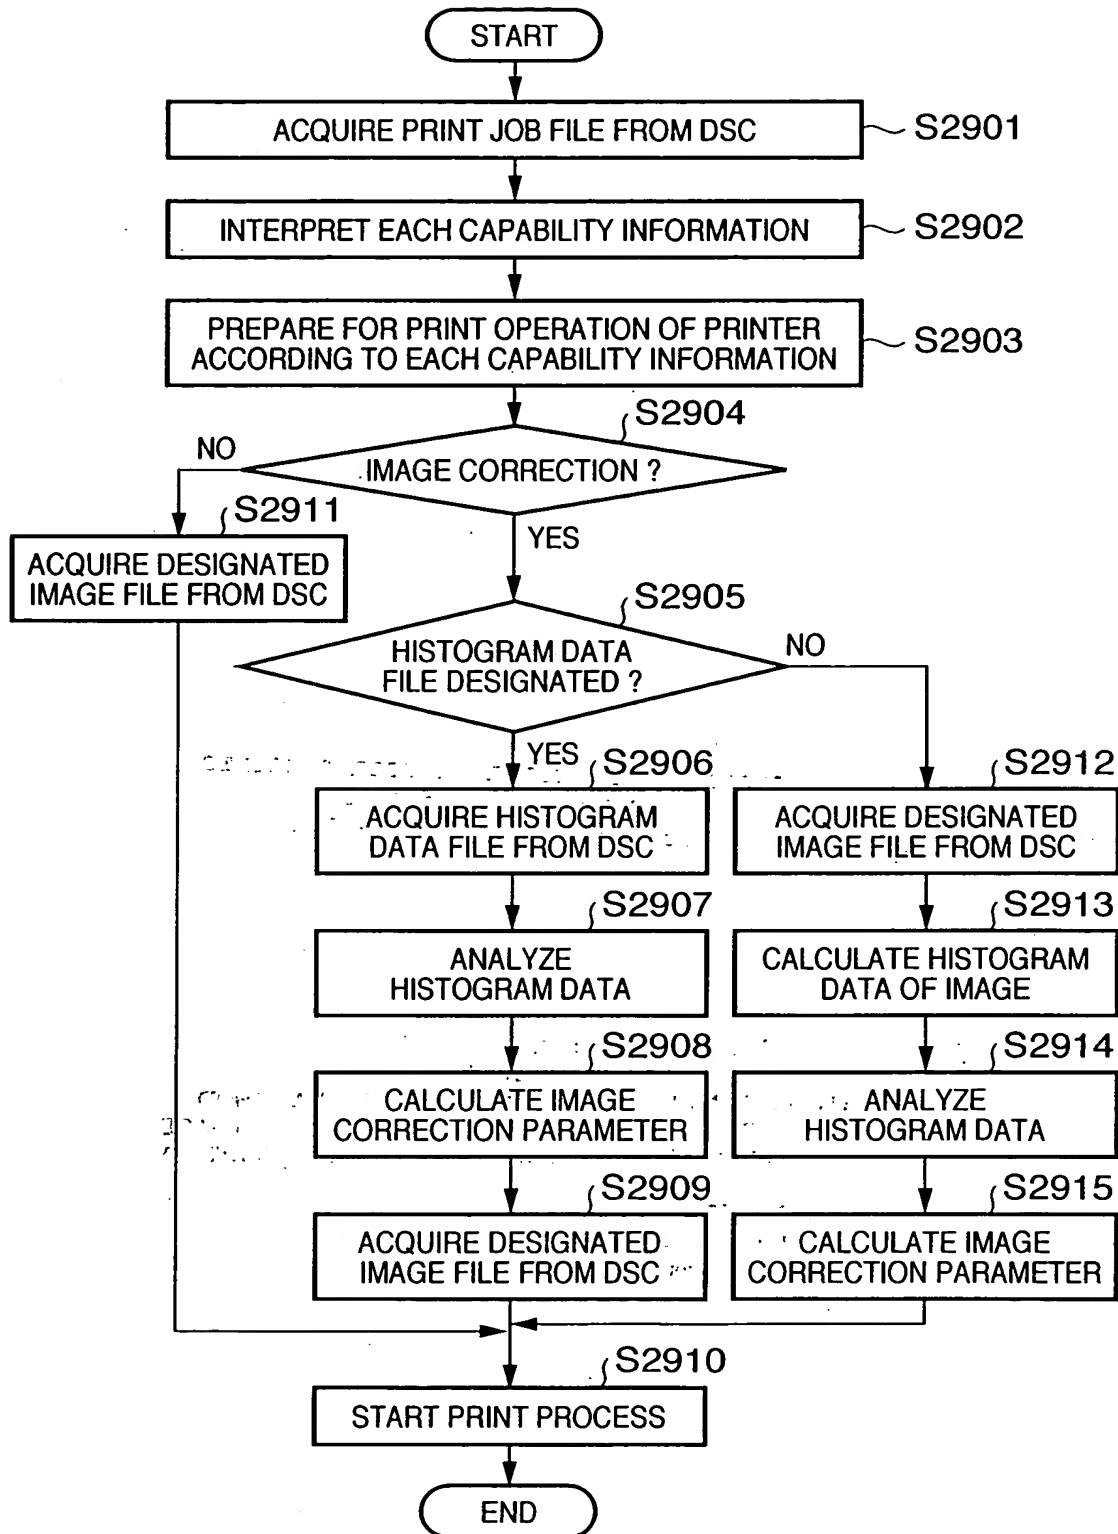 START
ACQUIRE PRINT JOB FILE FROM DSC
S2901
INTERPRET EACH CAPABILITY INFORMATION
S2902
PREPARE FOR PRINT OPERATION OF PRINTER
ACCORDING TO EACH CAPABILITY INFORMATION
S2903
S2904
IMAGE CORRECTION ?
NO
YES
S2911
ACQUIRE DESIGNATED
IMAGE FILE FROM DSC
S2905
HISTOGRAM DATA
FILE DESIGNATED ?
NO
YES
S2906
ACQUIRE HISTOGRAM
DATA FILE FROM DSC
S2907
ANALYZE
HISTOGRAM DATA
S2908
CALCULATE IMAGE
CORRECTION PARAMETER
S2909
ACQUIRE DESIGNATED
IMAGE FILE FROM DSC
S2912
ACQUIRE DESIGNATED
IMAGE FILE FROM DSC
S2913
CALCULATE HISTOGRAM
DATA OF IMAGE
S2914
ANALYZE
HISTOGRAM DATA
S2915
CALCULATE IMAGE
CORRECTION PARAMETER
S2910
START PRINT PROCESS
END